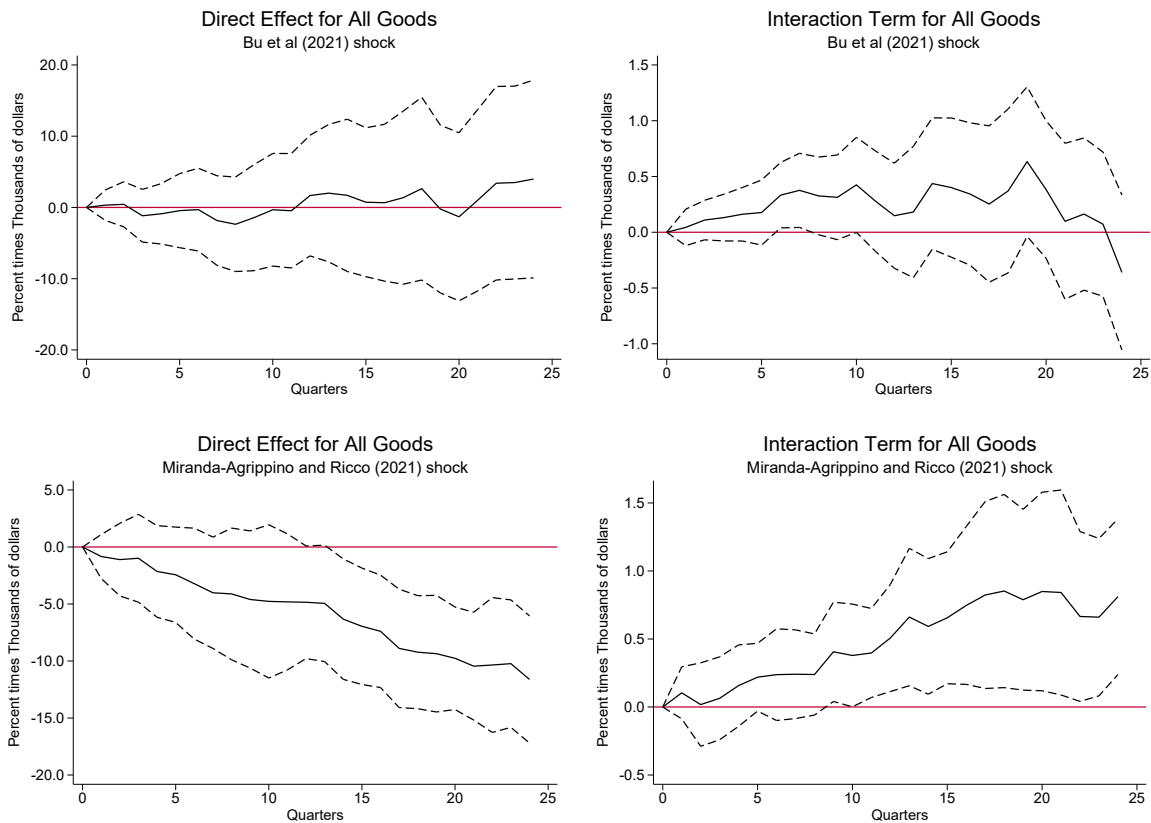 Direct Effect for All Goods
Bu et al (2021) shock
Percent times Thousands of dollars
20.0
10.0
0.0
-10.0
-20.0
0 5 10 15 20 25
Quarters
Interaction Term for All Goods
Bu et al (2021) shock
Percent times Thousands of dollars
1.5
1.0
0.5
0.0
-0.5
-1.0
0 5 10 15 20 25
Quarters
Direct Effect for All Goods
Miranda-Agrippino and Ricco (2021) shock
Percent times Thousands of dollars
5.0
0.0
-5.0
-10.0
-15.0
-20.0
0 5 10 15 20 25
Quarters
Interaction Term for All Goods
Miranda-Agrippino and Ricco (2021) shock
Percent times Thousands of dollars
1.5
1.0
0.5
0.0
-0.5
0 5 10 15 20 25
Quarters